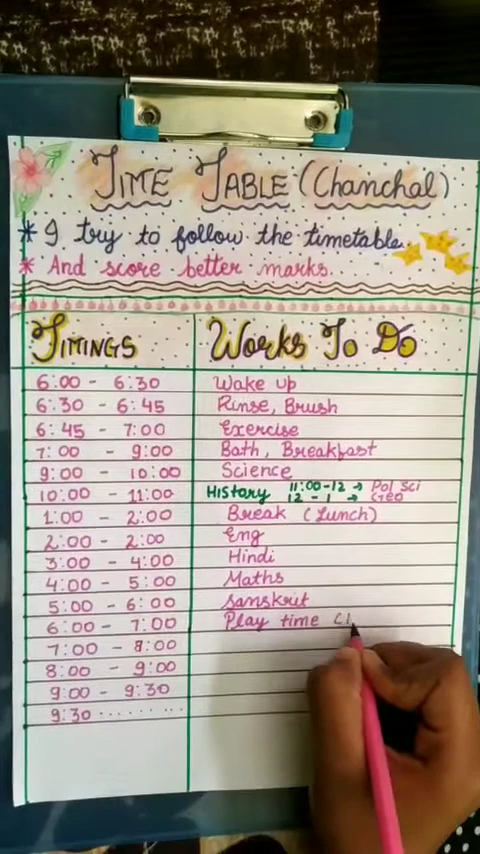 TIME TABLE (Chanchal)
* I try to follow the timetable.
* And score better marks.
TIMINGS Works To Do
6:00 - 6:30 Wake up
6:30 - 6:45 Rinse, Brush
6:45 - 7:00 Exercise
7:00 - 9:00 Bath, Breakfast
9:00 - 10:00 Science
10:00 - 11:00 History 11:00-12 → Pol Sci
12 - 1 → Geo
1:00 - 2:00 Break (Lunch)
2:00 - 2:00 Eng
3:00 - 4:00 Hindi
4:00 - 5:00 Maths
5:00 - 6:00 Sanskrit
6:00 - 7:00 Play time
7:00 - 8:00
8:00 - 9:00
9:00 - 9:30
9:30 ........